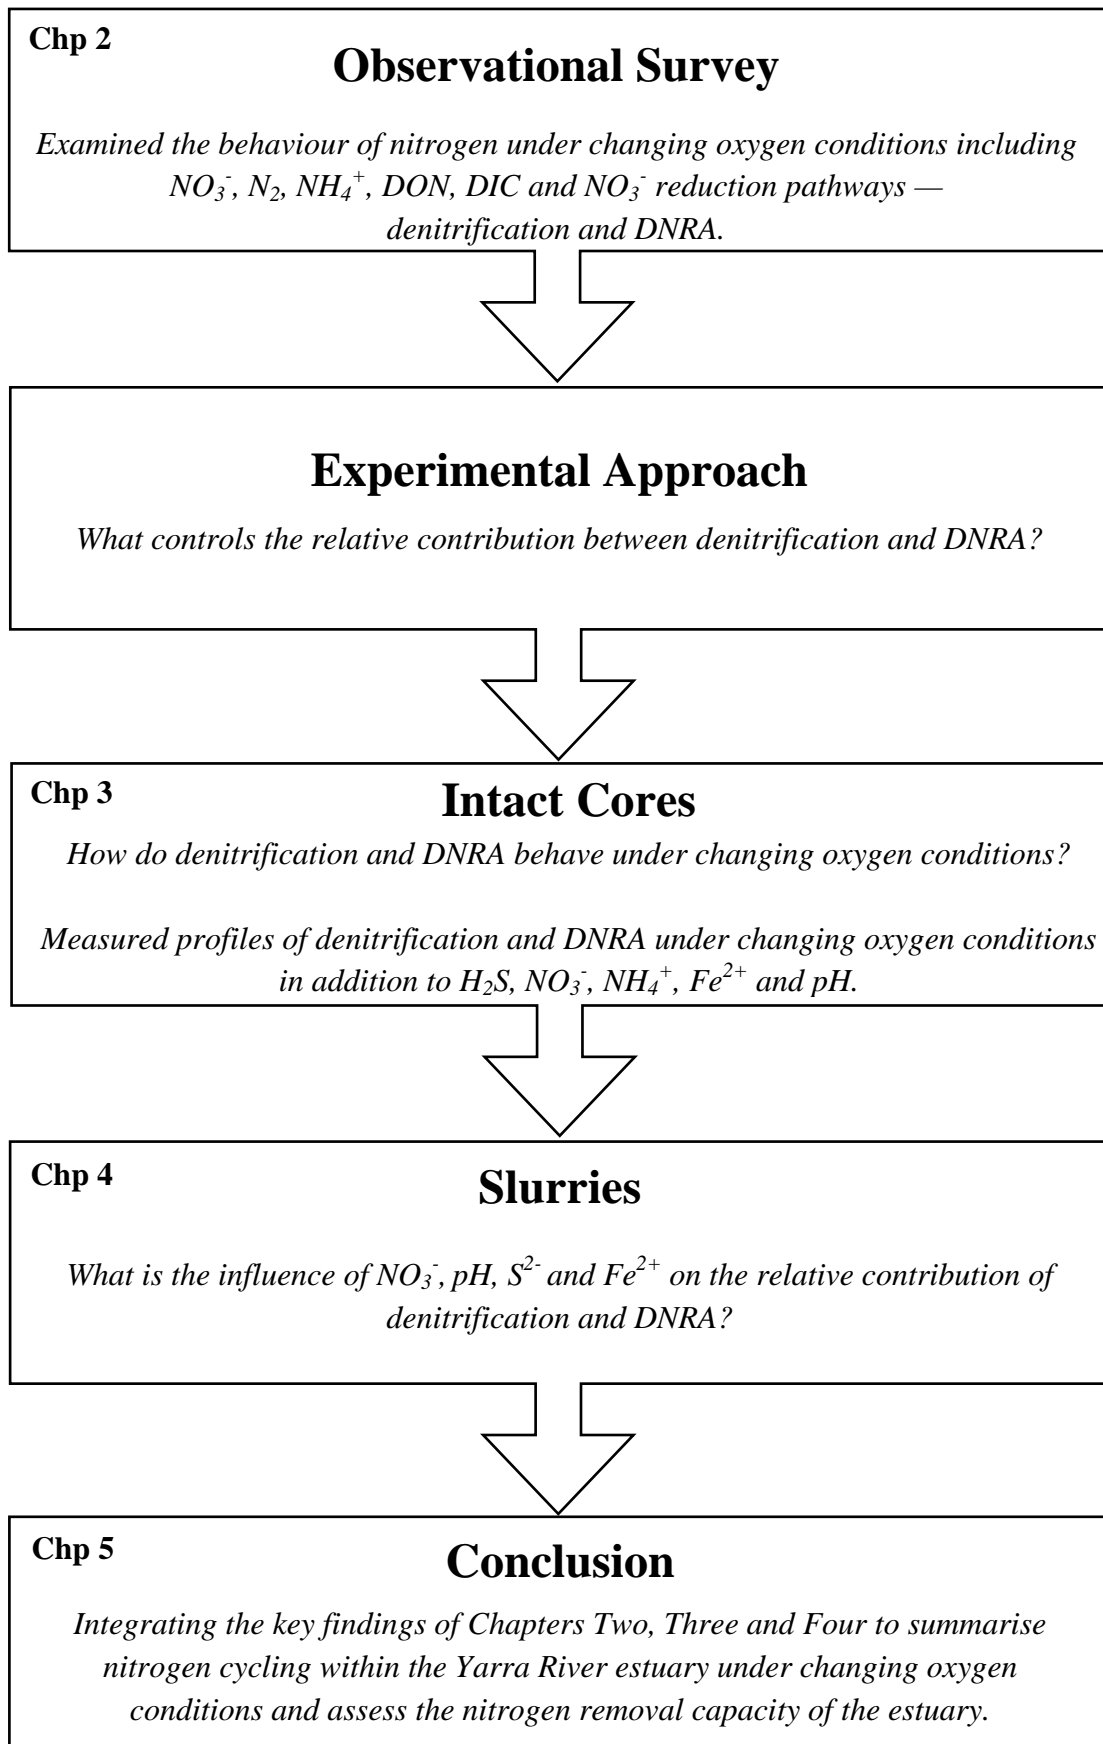 Chp 2
Observational Survey
Examined the behaviour of nitrogen under changing oxygen conditions including
NO₃⁻, N₂, NH₄⁺, DON, DIC and NO₃⁻ reduction pathways —
denitrification and DNRA.
Experimental Approach
What controls the relative contribution between denitrification and DNRA?
Chp 3
Intact Cores
How do denitrification and DNRA behave under changing oxygen conditions?
Measured profiles of denitrification and DNRA under changing oxygen conditions
in addition to H₂S, NO₃⁻, NH₄⁺, Fe²⁺ and pH.
Chp 4
Slurries
What is the influence of NO₃⁻, pH, S²⁻ and Fe²⁺ on the relative contribution of
denitrification and DNRA?
Chp 5
Conclusion
Integrating the key findings of Chapters Two, Three and Four to summarise
nitrogen cycling within the Yarra River estuary under changing oxygen
conditions and assess the nitrogen removal capacity of the estuary.